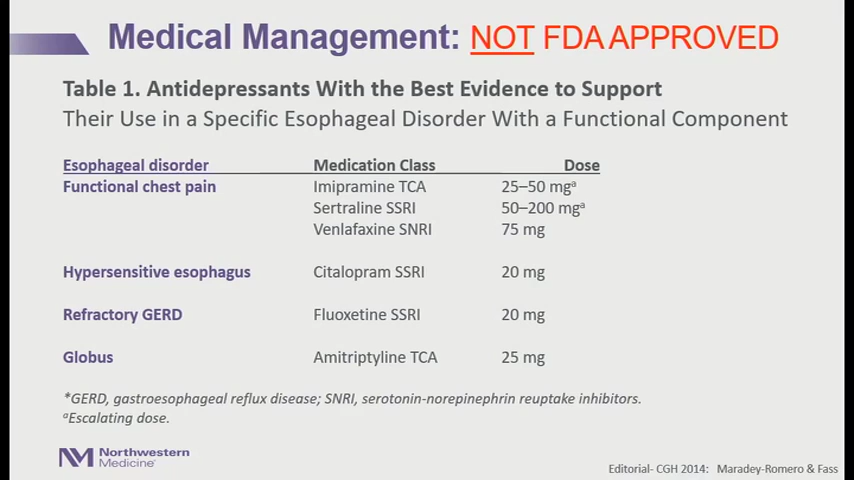 Medical Management: NOT FDA APPROVED
Table 1. Antidepressants With the Best Evidence to Support
Their Use in a Specific Esophageal Disorder With a Functional Component
Esophageal disorder Medication Class Dose
Functional chest pain Imipramine TCA 25–50 mgª
Sertraline SSRI 50–200 mgª
Venlafaxine SNRI 75 mg
Hypersensitive esophagus Citalopram SSRI 20 mg
Refractory GERD Fluoxetine SSRI 20 mg
Globus Amitriptyline TCA 25 mg
*GERD, gastroesophageal reflux disease; SNRI, serotonin-norepinephrin reuptake inhibitors.
ªEscalating dose.
NM Northwestern
Medicine
Editorial- CGH 2014: Maradey-Romero & Fass